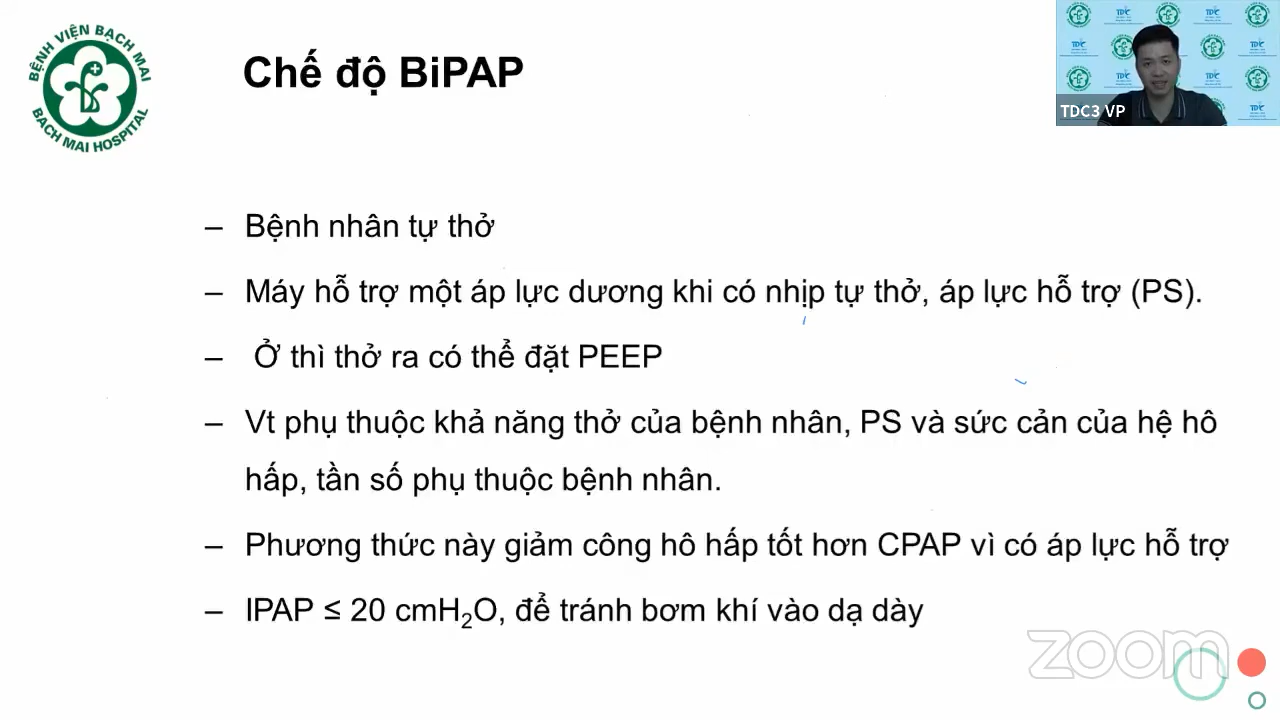 BỆNH VIỆN BẠCH MAI
BACH MAI HOSPITAL
Chế độ BiPAP
TDC3 VP
– Bệnh nhân tự thở
– Máy hỗ trợ một áp lực dương khi có nhịp tự thở, áp lực hỗ trợ (PS).
– Ở thì thở ra có thể đặt PEEP
– Vt phụ thuộc khả năng thở của bệnh nhân, PS và sức cản của hệ hô
hấp, tần số phụ thuộc bệnh nhân.
– Phương thức này giảm công hô hấp tốt hơn CPAP vì có áp lực hỗ trợ
– IPAP ≤ 20 cmH₂O, để tránh bơm khí vào dạ dày
zoom